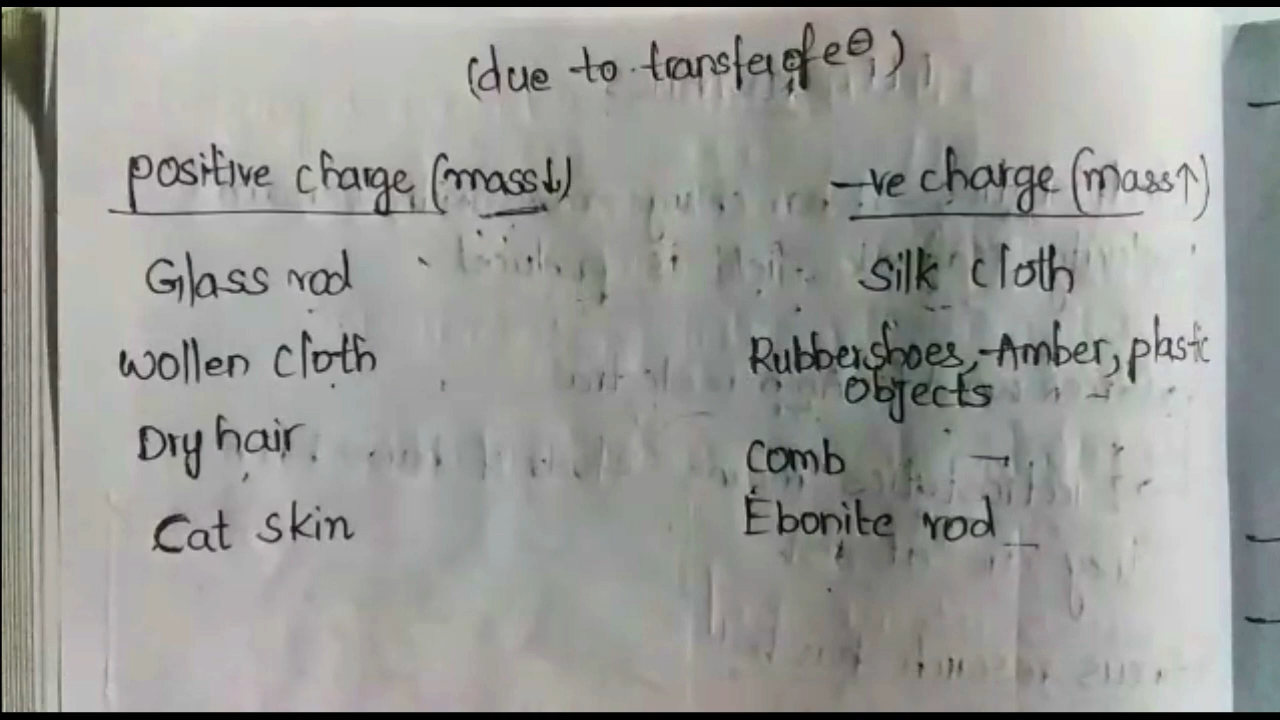 (due to transfer of e⊖)
positive charge (mass↓)
-ve charge (mass↑)
Glass rod
silk cloth
wollen cloth
Rubbershoes, Amber, plastic
objects
Dry hair
comb
Cat skin
Ebonite rod